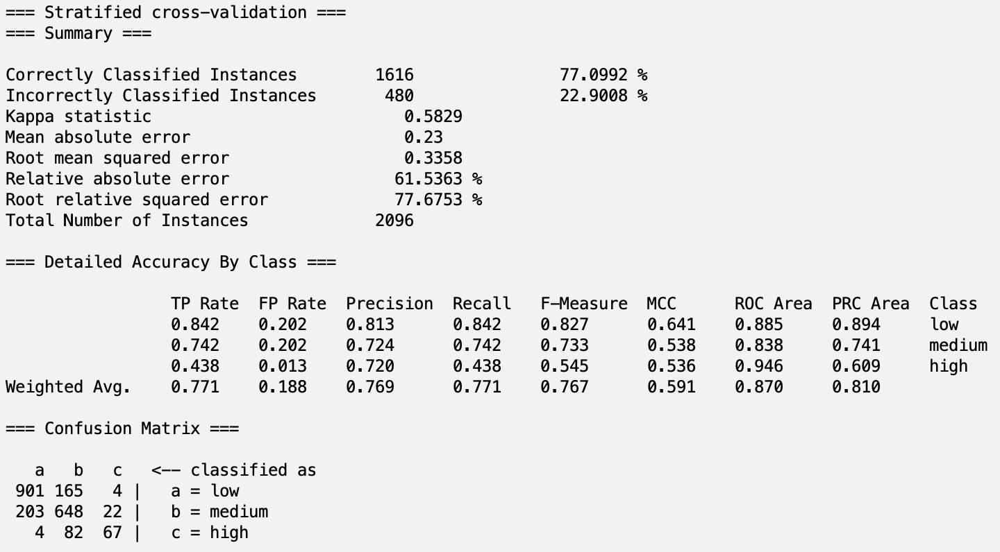 === Stratified cross-validation ===
=== Summary ===
Correctly Classified Instances        1616               77.0992 %
Incorrectly Classified Instances       480               22.9008 %
Kappa statistic                          0.5829
Mean absolute error                      0.23
Root mean squared error                  0.3358
Relative absolute error                 61.5363 %
Root relative squared error             77.6753 %
Total Number of Instances             2096
=== Detailed Accuracy By Class ===
                 TP Rate  FP Rate  Precision  Recall   F-Measure  MCC      ROC Area  PRC Area  Class
                 0.842    0.202    0.813      0.842    0.827      0.641    0.885     0.894     low
                 0.742    0.202    0.724      0.742    0.733      0.538    0.838     0.741     medium
                 0.438    0.013    0.720      0.438    0.545      0.536    0.946     0.609     high
Weighted Avg.    0.771    0.188    0.769      0.771    0.767      0.591    0.870     0.810
=== Confusion Matrix ===
   a   b   c   <-- classified as
 901 165   4 |   a = low
 203 648  22 |   b = medium
   4  82  67 |   c = high